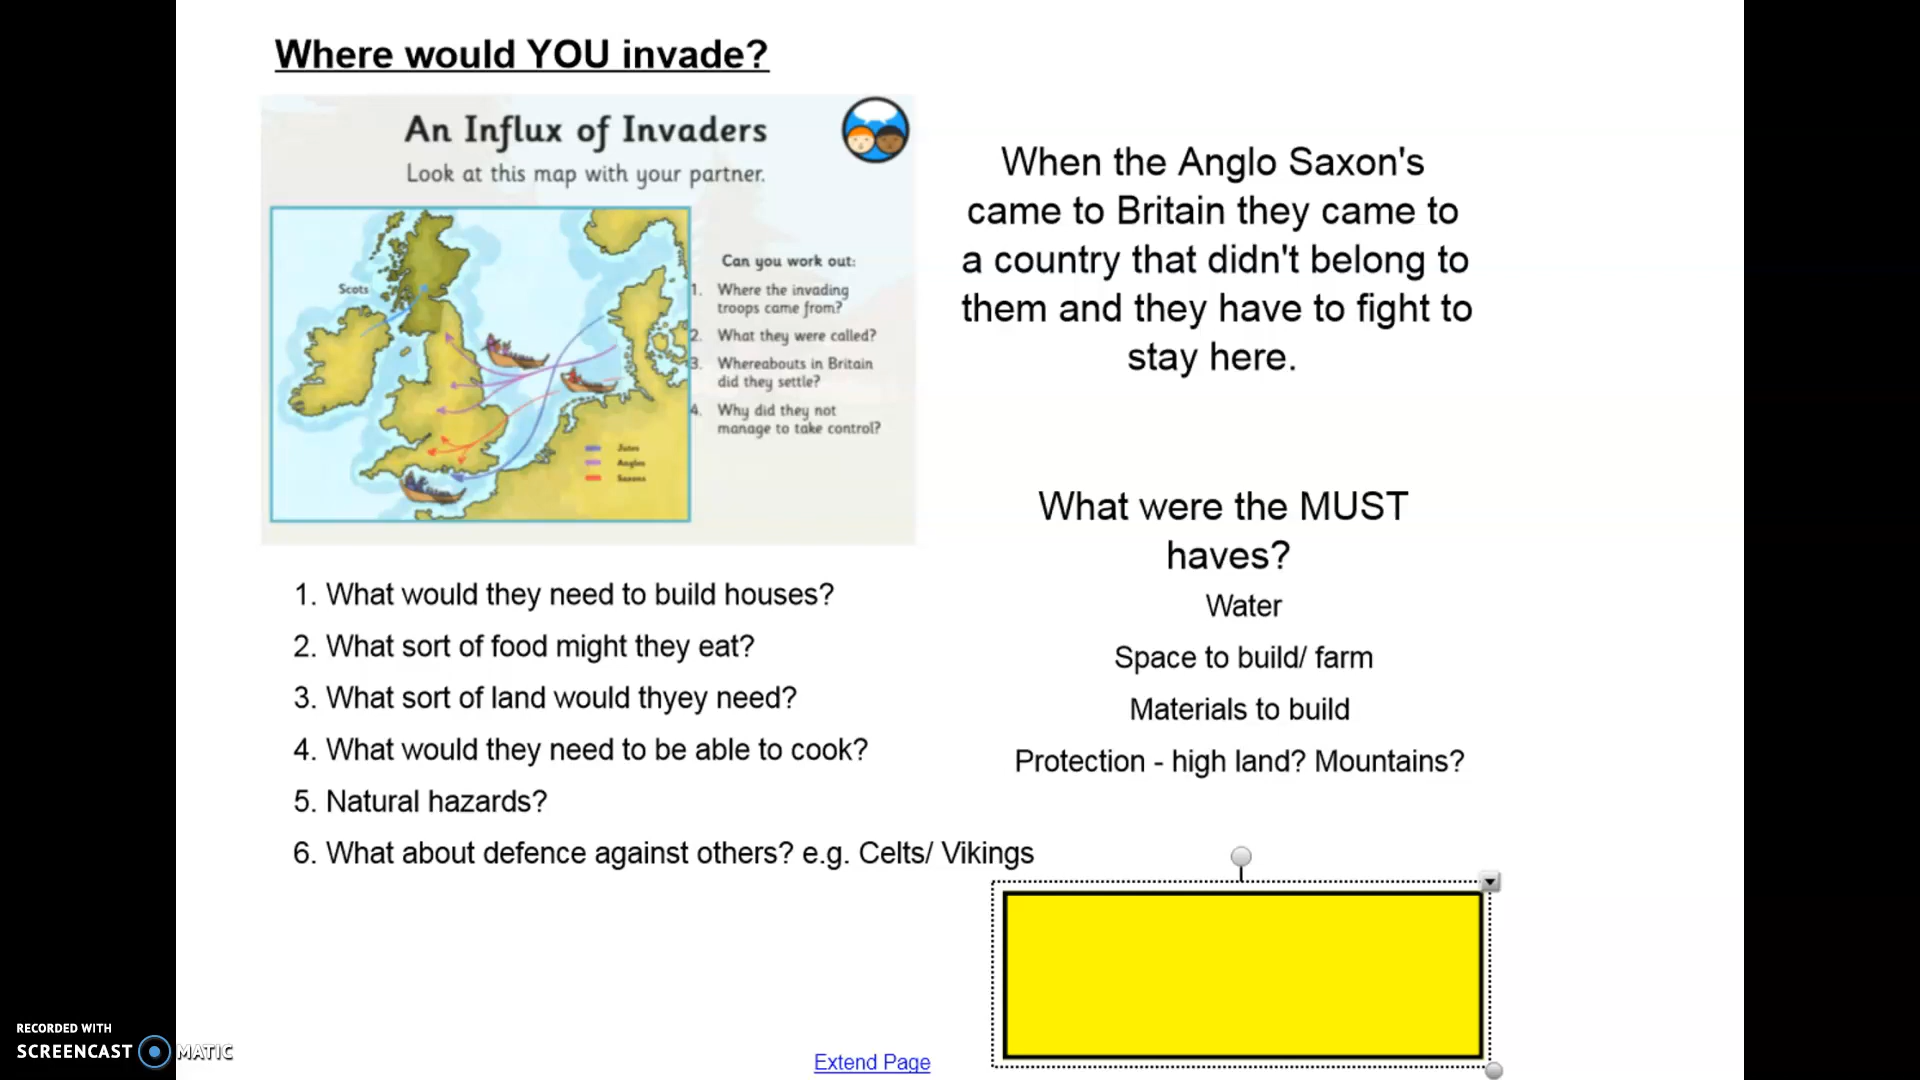 Where would YOU invade?
An Influx of Invaders
Look at this map with your partner.
Scots
Jutes
Angles
Saxons
Can you work out:
1. Where the invading
troops came from?
2. What they were called?
3. Whereabouts in Britain
did they settle?
4. Why did they not
manage to take control?
When the Anglo Saxon's
came to Britain they came to
a country that didn't belong to
them and they have to fight to
stay here.
1. What would they need to build houses?
2. What sort of food might they eat?
3. What sort of land would thyey need?
4. What would they need to be able to cook?
5. Natural hazards?
6. What about defence against others? e.g. Celts/ Vikings
What were the MUST
haves?
Water
Space to build/ farm
Materials to build
Protection - high land? Mountains?
Extend Page
RECORDED WITH
SCREENCAST MATIC